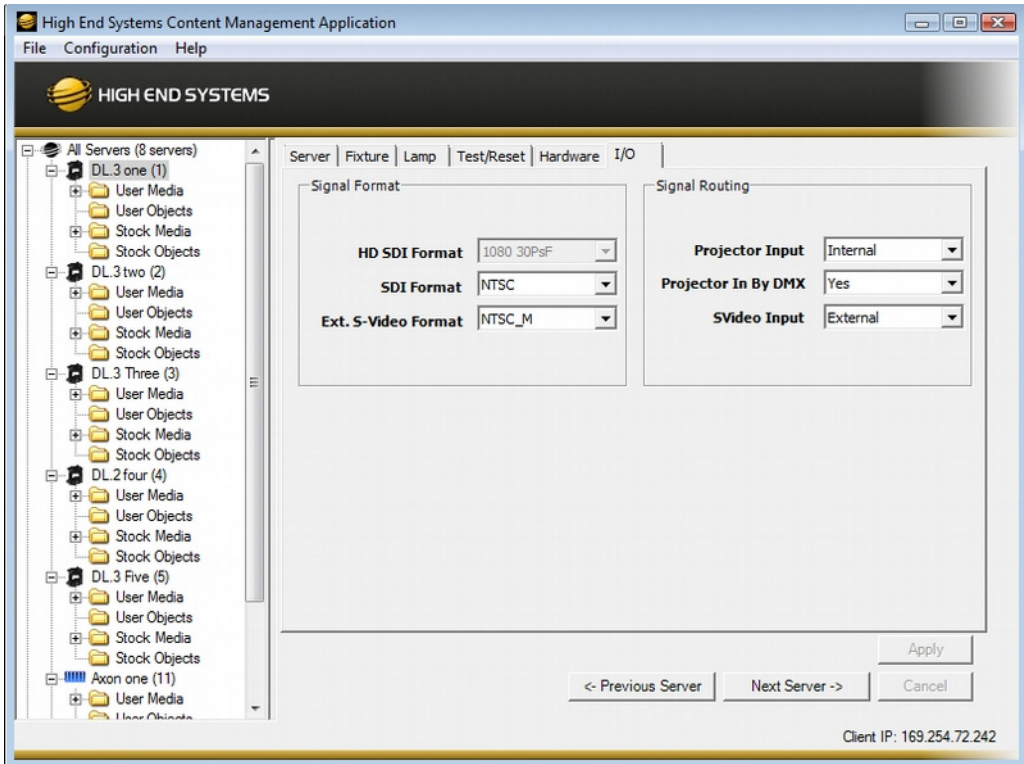 High End Systems Content Management Application
File Configuration Help
HIGH END SYSTEMS
All Servers (8 servers)
DL.3 one (1)
User Media
User Objects
Stock Media
Stock Objects
DL.3 two (2)
User Media
User Objects
Stock Media
Stock Objects
DL.3 Three (3)
User Media
User Objects
Stock Media
Stock Objects
DL.2 four (4)
User Media
User Objects
Stock Media
Stock Objects
DL.3 Five (5)
User Media
User Objects
Stock Media
Stock Objects
Axon one (11)
User Media
User Objects
Server Fixture Lamp Test/Reset Hardware I/O
Signal Format
HD SDI Format 1080 30PsF
SDI Format NTSC
Ext. S-Video Format NTSC_M
Signal Routing
Projector Input Internal
Projector In By DMX Yes
SVideo Input External
Apply
<- Previous Server Next Server -> Cancel
Client IP: 169.254.72.242